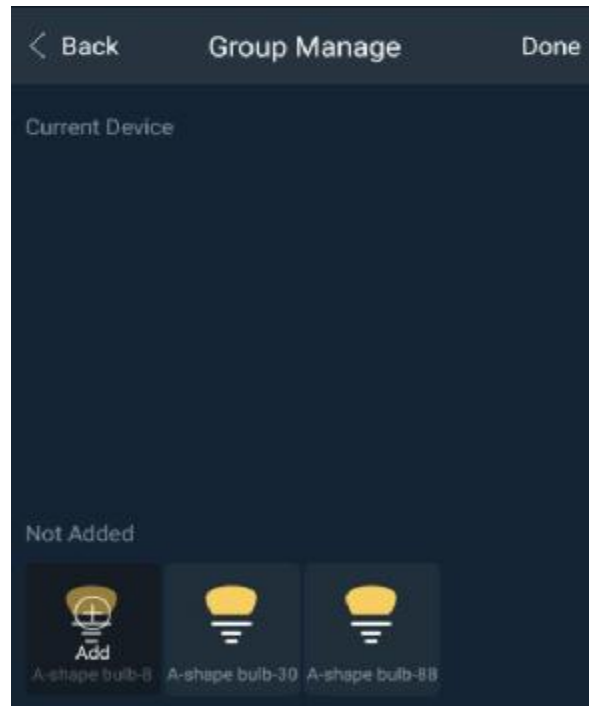 Back Group Manage Done
Current Device
Not Added
Add
A-shape bulb-8 A-shape bulb-30 A-shape bulb-88